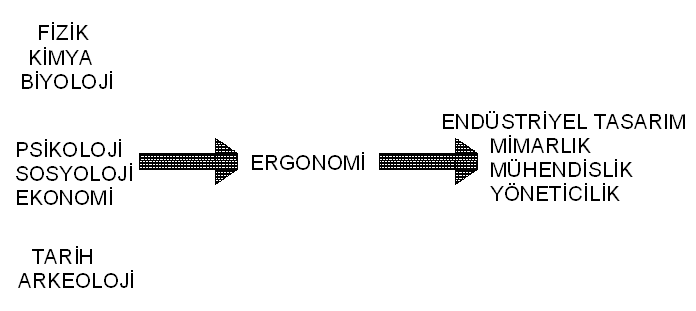 FİZİK
KİMYA
BİYOLOJİ
PSİKOLOJİ
SOSYOLOJİ
EKONOMİ
TARİH
ARKEOLOJİ
ERGONOMİ
ENDÜSTRİYEL TASARIM
MİMARLIK
MÜHENDİSLİK
YÖNETİCİLİK